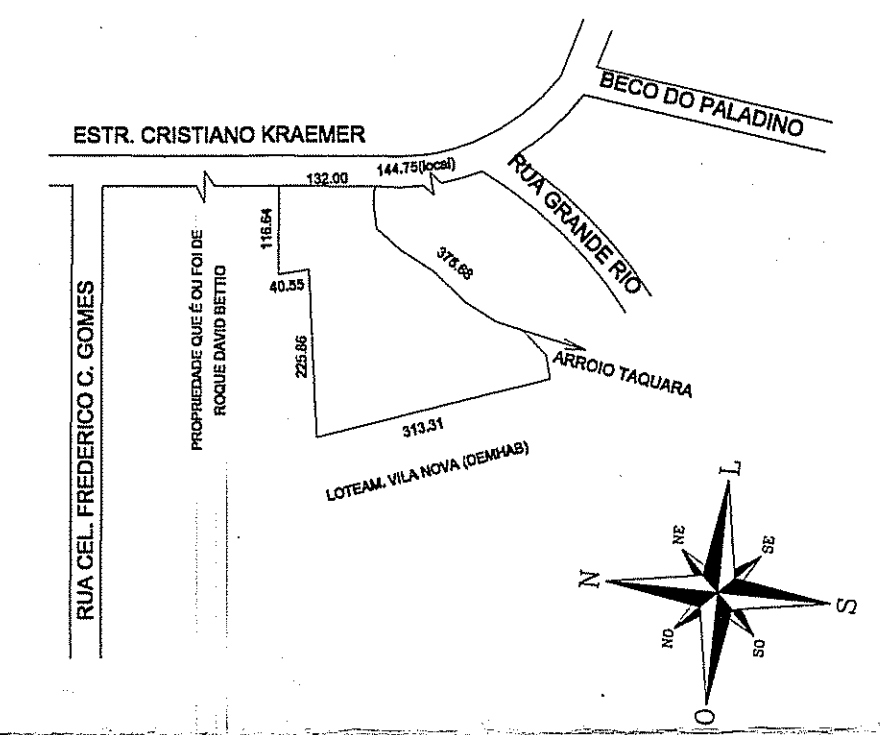 BECO DO PALADINO
ESTR. CRISTIANO KRAEMER
144.75(local)
132.00
RUA GRANDE RIO
116.64
PROPRIEDADE QUE É OU FOI DE
ROQUE DAVID BETTIO
375.68
40.55
RUA CEL. FREDERICO C. GOMES
225.86
ARROIO TAQUARA
313.31
LOTEAM. VILA NOVA (DEMHAB)
L
NE
SE
N
S
NO
SO
O